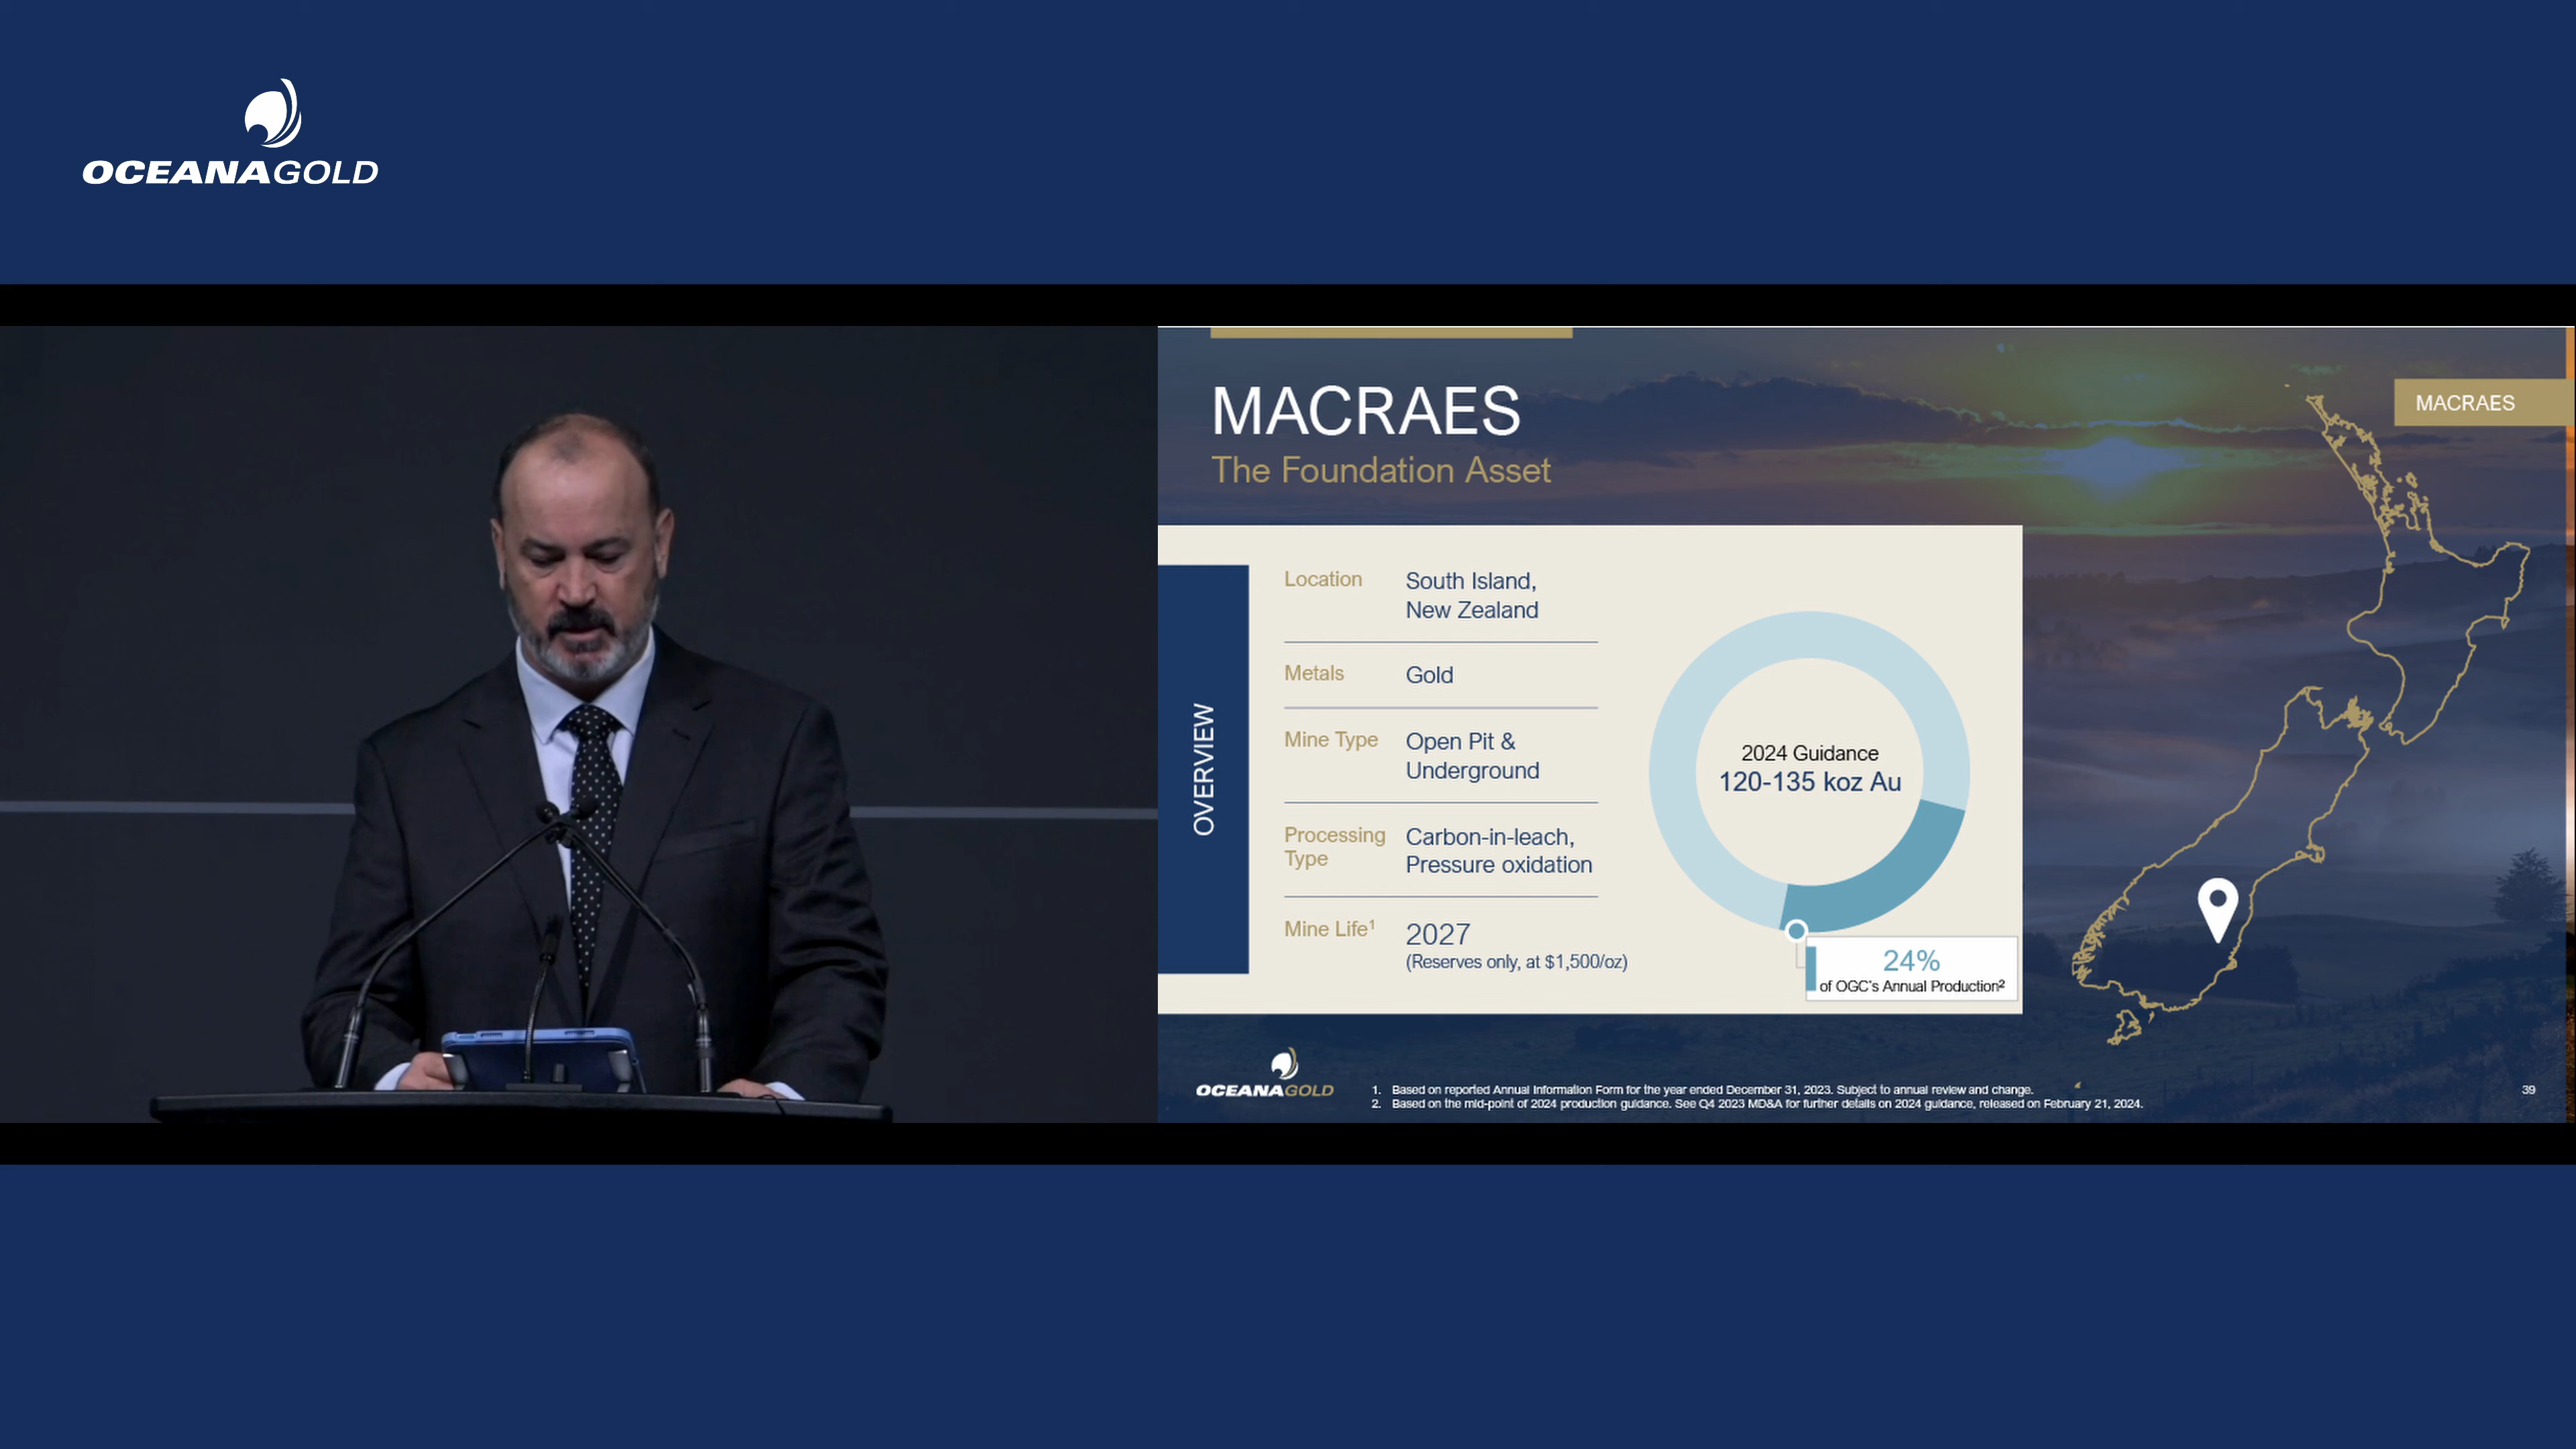 OCEANAGOLD
MACRAES
The Foundation Asset
MACRAES
OVERVIEW
Location
South Island,
New Zealand
Metals
Gold
Mine Type
Open Pit &
Underground
Processing
Type
Carbon-in-leach,
Pressure oxidation
Mine Life¹
2027
(Reserves only, at $1,500/oz)
2024 Guidance
120-135 koz Au
24%
of OGC's Annual Production²
OCEANAGOLD
1. Based on reported Annual Information Form for the year ended December 31, 2023. Subject to annual review and change.
2. Based on the mid-point of 2024 production guidance. See Q4 2023 MD&A for further details on 2024 guidance, released on February 21, 2024.
39